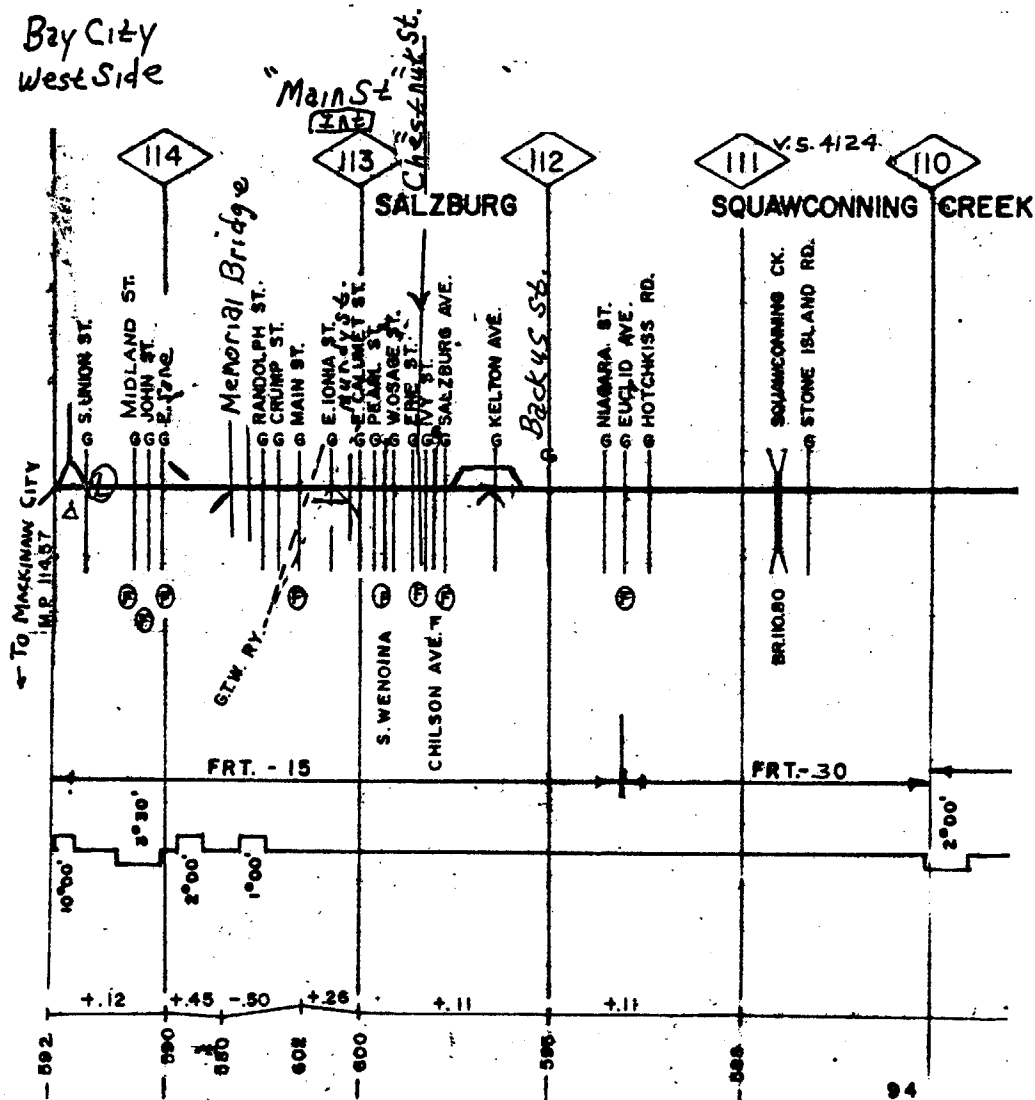 Bay City
West Side
"Main St"
Int
Chestnut St.
114
113
112
111
V.S. 4124
110
SALZBURG
SQUAWCONNING CREEK
S. UNION ST.
MIDLAND ST.
JOHN ST.
E. Jane
Memorial Bridge
RANDOLPH ST.
CRUMP ST.
MAIN ST.
E. IONIA ST.
Mundy St.
E. CALUMET ST.
PEARL ST.
W. OSAGE ST.
ERIE ST.
IVY ST.
SALZBURG AVE.
KELTON AVE.
Backus St.
NIAGARA ST.
EUCLID AVE.
HOTCHKISS RD.
SQUAWCONNING CK.
STONE ISLAND RD.
G G G G G G G G G G G G G G G G G G G G
← TO MACKINAW CITY
M.P. 114.57
G.T.W. RY.
S. WENOINA
CHILSON AVE.
BR. 110.80
FRT. - 15
FRT.- 30
10°00'
3°30'
2°00'
1°00'
2°00'
+.12
+.45
-.50
+.26
+.11
+.11
592
590
602
600
595
588
94